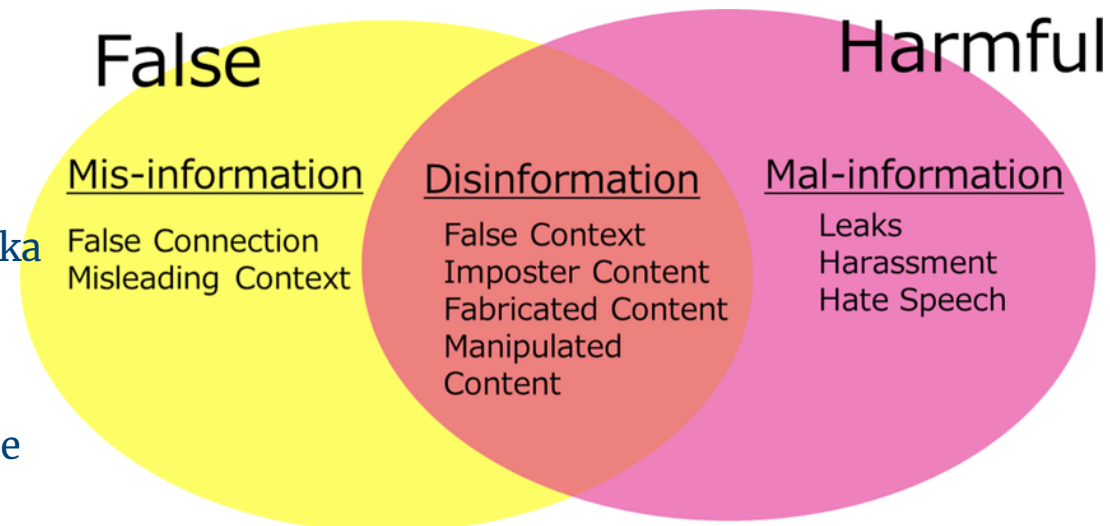 False
Harmful
Mis-information
False Connection
Misleading Context
Disinformation
False Context
Imposter Content
Fabricated Content
Manipulated
Content
Mal-information
Leaks
Harassment
Hate Speech
ka
e